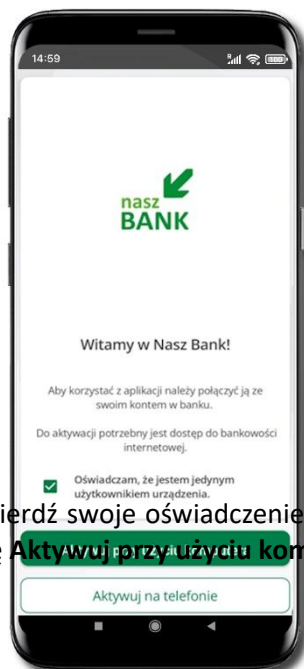 14:59
nasz
BANK
Witamy w Nasz Bank!
Aby korzystać z aplikacji należy połączyć ją ze
swoim kontem w banku.
Do aktywacji potrzebny jest dostęp do bankowości
internetowej.
Oświadczam, że jestem jedynym
użytkownikiem urządzenia.
ierdź swoje oświadczenie
Aktywuj przy użyciu kom
Aktywuj na telefonie